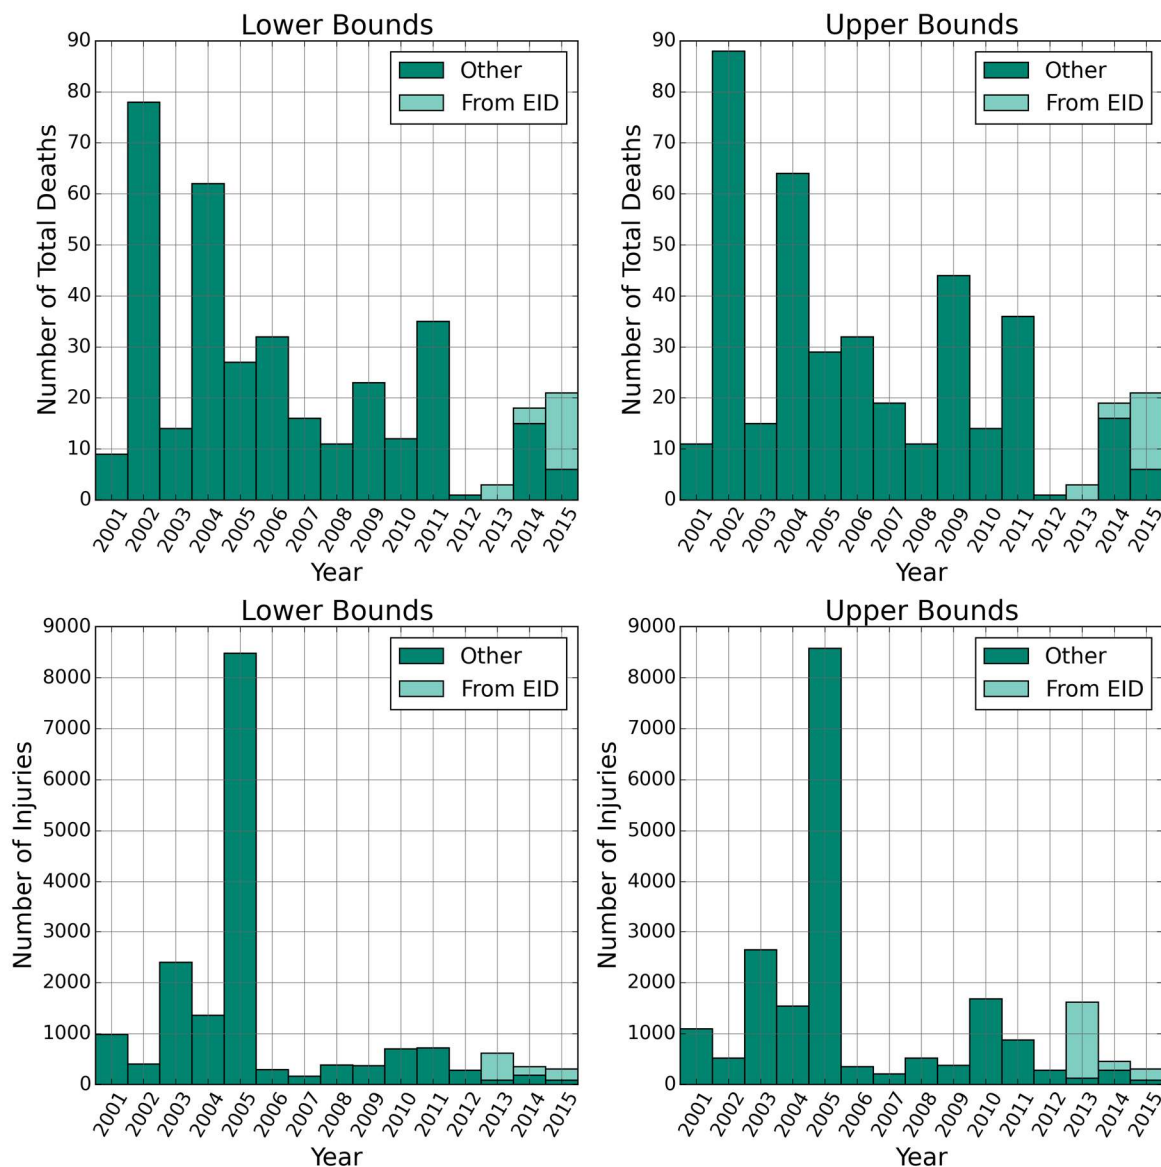 Lower Bounds
90
80
70
60
50
40
30
20
10
0
Number of Total Deaths
Other
From EID
2001 2002 2003 2004 2005 2006 2007 2008 2009 2010 2011 2012 2013 2014 2015
Year
Upper Bounds
90
80
70
60
50
40
30
20
10
0
Number of Total Deaths
Other
From EID
2001 2002 2003 2004 2005 2006 2007 2008 2009 2010 2011 2012 2013 2014 2015
Year
Lower Bounds
9000
8000
7000
6000
5000
4000
3000
2000
1000
0
Number of Injuries
Other
From EID
2001 2002 2003 2004 2005 2006 2007 2008 2009 2010 2011 2012 2013 2014 2015
Year
Upper Bounds
9000
8000
7000
6000
5000
4000
3000
2000
1000
0
Number of Injuries
Other
From EID
2001 2002 2003 2004 2005 2006 2007 2008 2009 2010 2011 2012 2013 2014 2015
Year